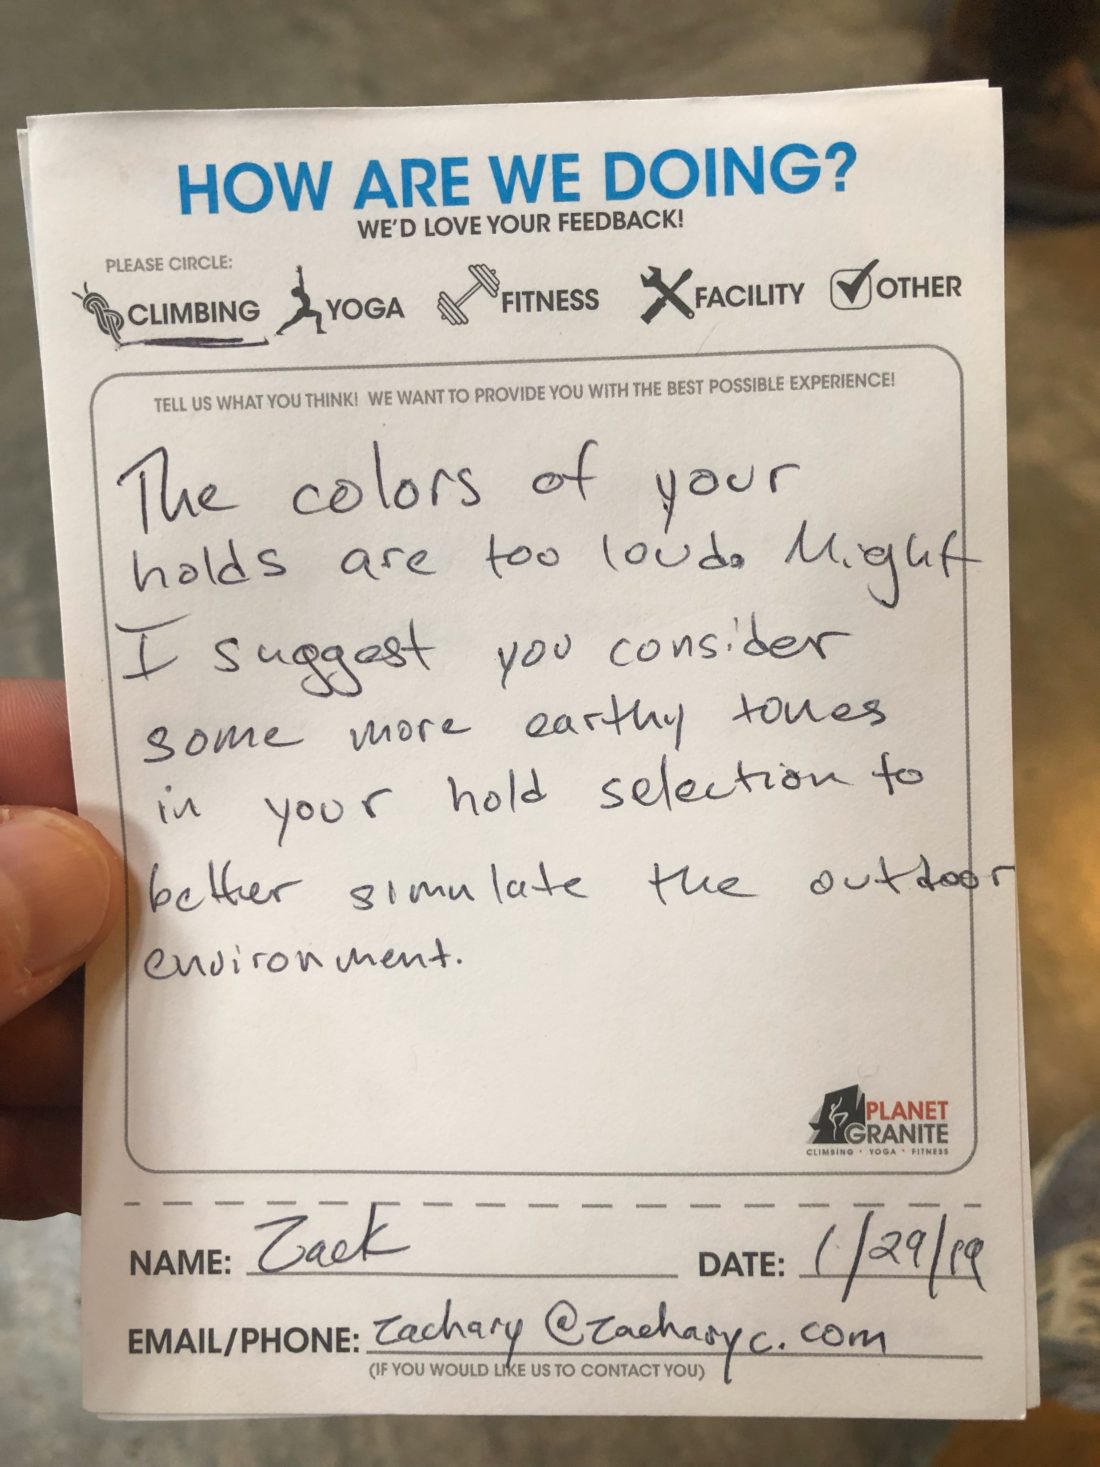 HOW ARE WE DOING?
WE'D LOVE YOUR FEEDBACK!
PLEASE CIRCLE:
CLIMBING YOGA FITNESS FACILITY OTHER
TELL US WHAT YOU THINK! WE WANT TO PROVIDE YOU WITH THE BEST POSSIBLE EXPERIENCE!
The colors of your
holds are too loud. Might
I suggest you consider
some more earthy tones
in your hold selection to
better simulate the outdoor
environment.
PLANET
GRANITE
CLIMBING · YOGA · FITNESS
NAME: Zack DATE: 1/29/19
EMAIL/PHONE: zachary@zacharyc.com
(IF YOU WOULD LIKE US TO CONTACT YOU)